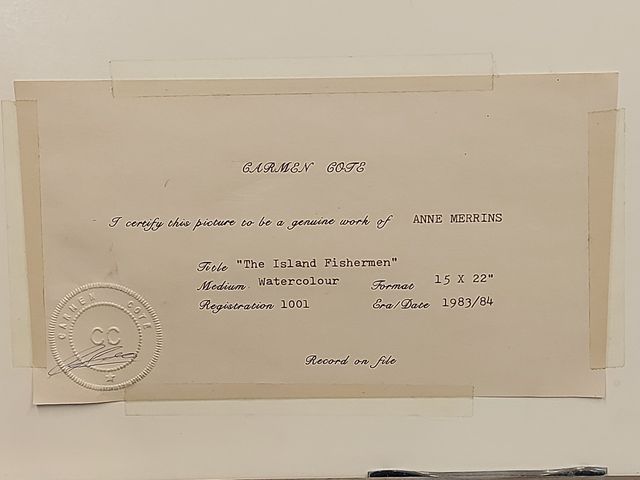 CARMEN COTE
I certify this picture to be a genuine work of ANNE MERRINS
Title "The Island Fishermen"
Medium Watercolour Format 15 X 22"
Registration 1001 Era/Date 1983/84
CARMEN COTE
CC
Record on file